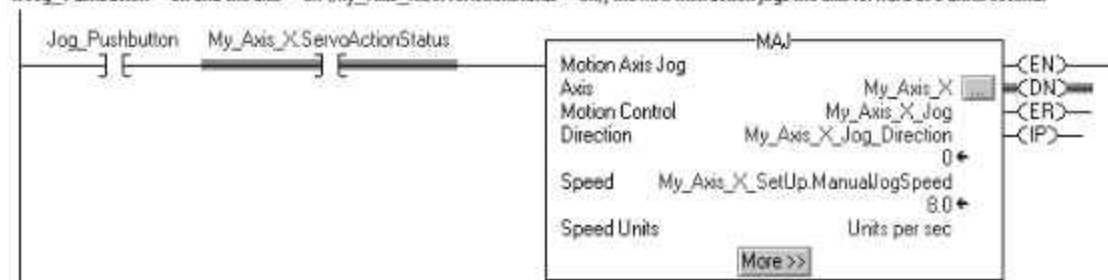 Jog_Pushbutton My_Axis_X.ServoActionStatus
MAJ
Motion Axis Jog
Axis My_Axis_X ...
Motion Control My_Axis_X_Jog
Direction My_Axis_X_Jog_Direction
0
Speed My_Axis_X_SetUp.ManualJogSpeed
8.0
Speed Units Units per sec
More >>
EN
DN
ER
IP